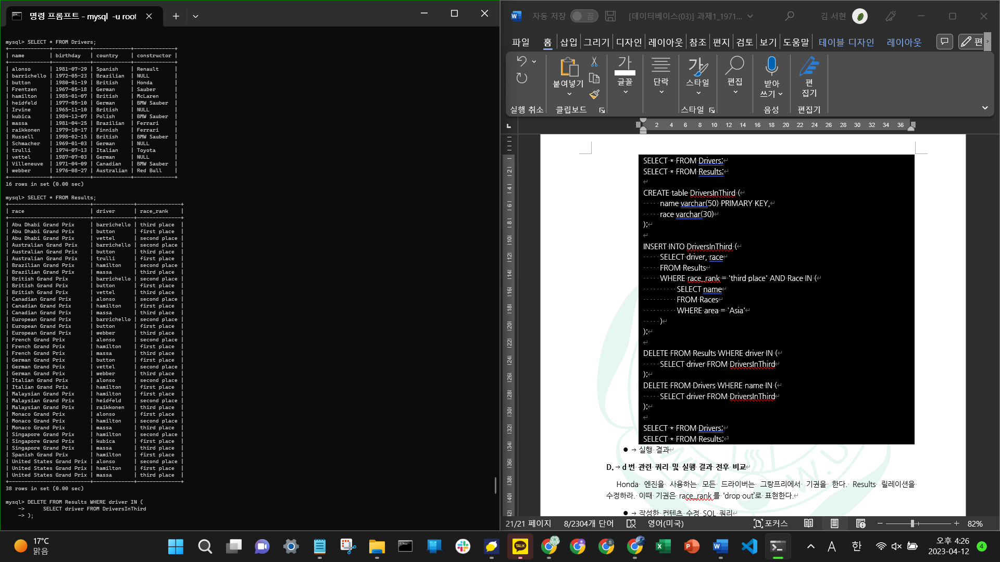 명령 프롬프트 - mysql -u root
mysql> SELECT * FROM Drivers;
| name | birthday | country | constructor |
| alonso | 1981-07-29 | Spanish | Renault |
| barrichello | 1972-05-23 | Brazilian | NULL |
| button | 1980-01-19 | British | Honda |
| Frentzen | 1967-05-18 | German | Sauber |
| hamilton | 1985-01-07 | British | McLaren |
| heidfeld | 1977-05-10 | German | BMW Sauber |
| Irvine | 1965-11-10 | British | NULL |
| kubica | 1984-12-07 | Polish | BMW Sauber |
| massa | 1981-04-25 | Brazilian | Ferrari |
| raikkonen | 1979-10-17 | Finnish | Ferrari |
| Russell | 1998-02-15 | British | BMW Sauber |
| Schmacher | 1969-01-03 | German | NULL |
| trulli | 1974-07-13 | Italian | Toyota |
| vettel | 1987-07-03 | German | NULL |
| Villeneuve | 1971-04-09 | Canadian | BMW Sauber |
| webber | 1976-08-27 | Australian | Red Bull |
16 rows in set (0.00 sec)
mysql> SELECT * FROM Results;
| race | driver | race_rank |
| Abu Dhabi Grand Prix | barrichello | third place |
| Abu Dhabi Grand Prix | button | first place |
| Abu Dhabi Grand Prix | vettel | second place |
| Australian Grand Prix | barrichello | second place |
| Australian Grand Prix | button | third place |
| Australian Grand Prix | trulli | first place |
| Brazilian Grand Prix | hamilton | second place |
| Brazilian Grand Prix | massa | third place |
| British Grand Prix | barrichello | second place |
| British Grand Prix | button | first place |
| British Grand Prix | vettel | third place |
| Canadian Grand Prix | alonso | second place |
| Canadian Grand Prix | hamilton | first place |
| Canadian Grand Prix | massa | third place |
| European Grand Prix | barrichello | second place |
| European Grand Prix | button | first place |
| European Grand Prix | webber | third place |
| French Grand Prix | alonso | second place |
| French Grand Prix | hamilton | first place |
| French Grand Prix | massa | third place |
| German Grand Prix | button | first place |
| German Grand Prix | vettel | second place |
| German Grand Prix | webber | third place |
| Italian Grand Prix | alonso | second place |
| Italian Grand Prix | hamilton | first place |
| Malaysian Grand Prix | hamilton | first place |
| Malaysian Grand Prix | heidfeld | second place |
| Malaysian Grand Prix | raikkonen | third place |
| Monaco Grand Prix | alonso | first place |
| Monaco Grand Prix | hamilton | second place |
| Monaco Grand Prix | massa | third place |
| Singapore Grand Prix | hamilton | second place |
| Singapore Grand Prix | kubica | first place |
| Singapore Grand Prix | massa | third place |
| Spanish Grand Prix | hamilton | first place |
| United States Grand Prix | alonso | second place |
| United States Grand Prix | hamilton | first place |
| United States Grand Prix | massa | third place |
38 rows in set (0.00 sec)
mysql> DELETE FROM Results WHERE driver IN (
-> SELECT driver FROM DriversInThird
-> );
자동 저장 끔 [데이터베이스(03)] 과제1_1971... 김 서현
파일 홈 삽입 그리기 디자인 레이아웃 참조 편지 검토 보기 도움말 테이블 디자인 레이아웃 편
붙여넣기 글꼴 단락 스타일 편집 받아쓰기 편집기
실행 취소 클립보드 스타일 음성 편집기
2 4 6 8 10 12 14 16 18 20 22 24 26 28 30 32 34 36
SELECT * FROM Drivers;
SELECT * FROM Results;
CREATE table DriversInThird (
name varchar(50) PRIMARY KEY,
race varchar(30)
);
INSERT INTO DriversInThird (
SELECT driver, race
FROM Results
WHERE race_rank = 'third place' AND Race IN (
SELECT name
FROM Races
WHERE area = 'Asia'
)
);
DELETE FROM Results WHERE driver IN (
SELECT driver FROM DriversInThird
);
DELETE FROM Drivers WHERE name IN (
SELECT driver FROM DriversInThird
);
SELECT * FROM Drivers;
SELECT * FROM Results;
● → 실행 결과
D. → d 번 관련 쿼리 및 실행 결과 전후 비교
Honda 엔진을 사용하는 모든 드라이버는 그랑프리에서 기권을 한다. Results 릴레이션을
수정하라. 이때 기권은 race_rank 를 ‘drop out’로 표현한다.
● → 작성한 컨텐츠 수정 SQL 쿼리
21/21 페이지 8/2304개 단어 영어(미국) 포커스 82%
17°C
맑음
TALK
A 한
오후 4:26
2023-04-12
4